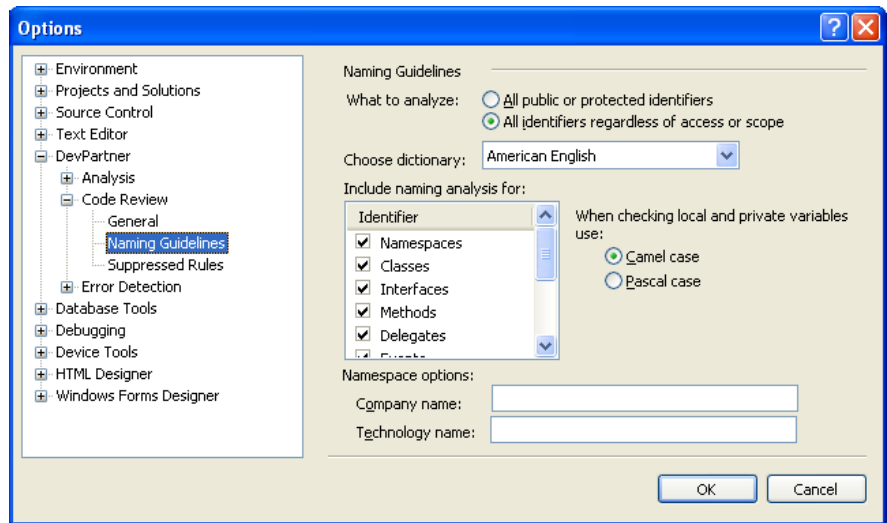 Options
Environment
Projects and Solutions
Source Control
Text Editor
DevPartner
Analysis
Code Review
General
Naming Guidelines
Suppressed Rules
Error Detection
Database Tools
Debugging
Device Tools
HTML Designer
Windows Forms Designer
Naming Guidelines
What to analyze:
All public or protected identifiers
All identifiers regardless of access or scope
Choose dictionary:
American English
Include naming analysis for:
Identifier
Namespaces
Classes
Interfaces
Methods
Delegates
When checking local and private variables
use:
Camel case
Pascal case
Namespace options:
Company name:
Technology name:
OK
Cancel